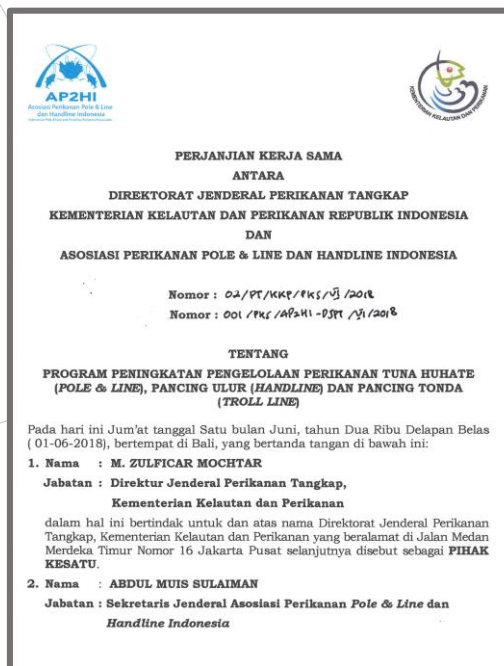 AP2HI
Asosiasi Perikanan Pole & Line
dan Handline Indonesia
KEMENTERIAN KELAUTAN DAN PERIKANAN
PERJANJIAN KERJA SAMA
ANTARA
DIREKTORAT JENDERAL PERIKANAN TANGKAP
KEMENTERIAN KELAUTAN DAN PERIKANAN REPUBLIK INDONESIA
DAN
ASOSIASI PERIKANAN POLE & LINE DAN HANDLINE INDONESIA
Nomor : 02/PT/KKP/PKS/VI/2018
Nomor : 001/PKS/AP2HI-DJPT/VI/2018
TENTANG
PROGRAM PENINGKATAN PENGELOLAAN PERIKANAN TUNA HUHATE
(POLE & LINE), PANCING ULUR (HANDLINE) DAN PANCING TONDA
(TROLL LINE)
Pada hari ini Jum'at tanggal Satu bulan Juni, tahun Dua Ribu Delapan Belas
( 01-06-2018), bertempat di Bali, yang bertanda tangan di bawah ini:
1. Nama : M. ZULFICAR MOCHTAR
Jabatan : Direktur Jenderal Perikanan Tangkap,
Kementerian Kelautan dan Perikanan
dalam hal ini bertindak untuk dan atas nama Direktorat Jenderal Perikanan
Tangkap, Kementerian Kelautan dan Perikanan yang beralamat di Jalan Medan
Merdeka Timur Nomor 16 Jakarta Pusat selanjutnya disebut sebagai PIHAK
KESATU.
2. Nama : ABDUL MUIS SULAIMAN
Jabatan : Sekretaris Jenderal Asosiasi Perikanan Pole & Line dan
Handline Indonesia